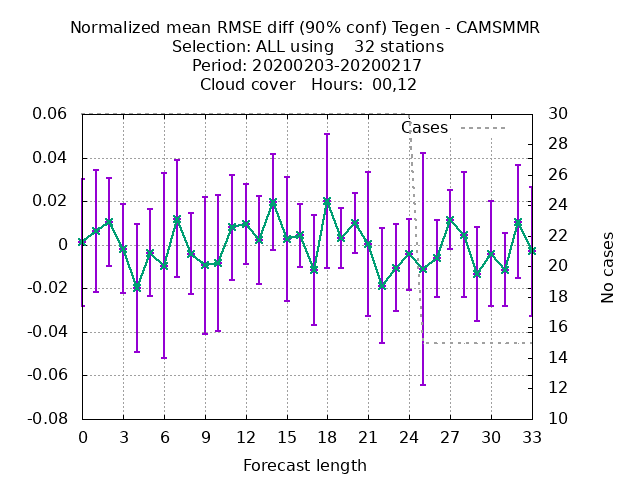 Normalized mean RMSE diff (90% conf) Tegen - CAMSMMR
Selection: ALL using    32 stations
Period: 20200203-20200217
Cloud cover   Hours:  00,12
Cases
0.06
0.04
0.02
0
-0.02
-0.04
-0.06
-0.08
30
28
26
24
22
20
18
16
14
12
10
No cases
0 3 6 9 12 15 18 21 24 27 30 33
Forecast length